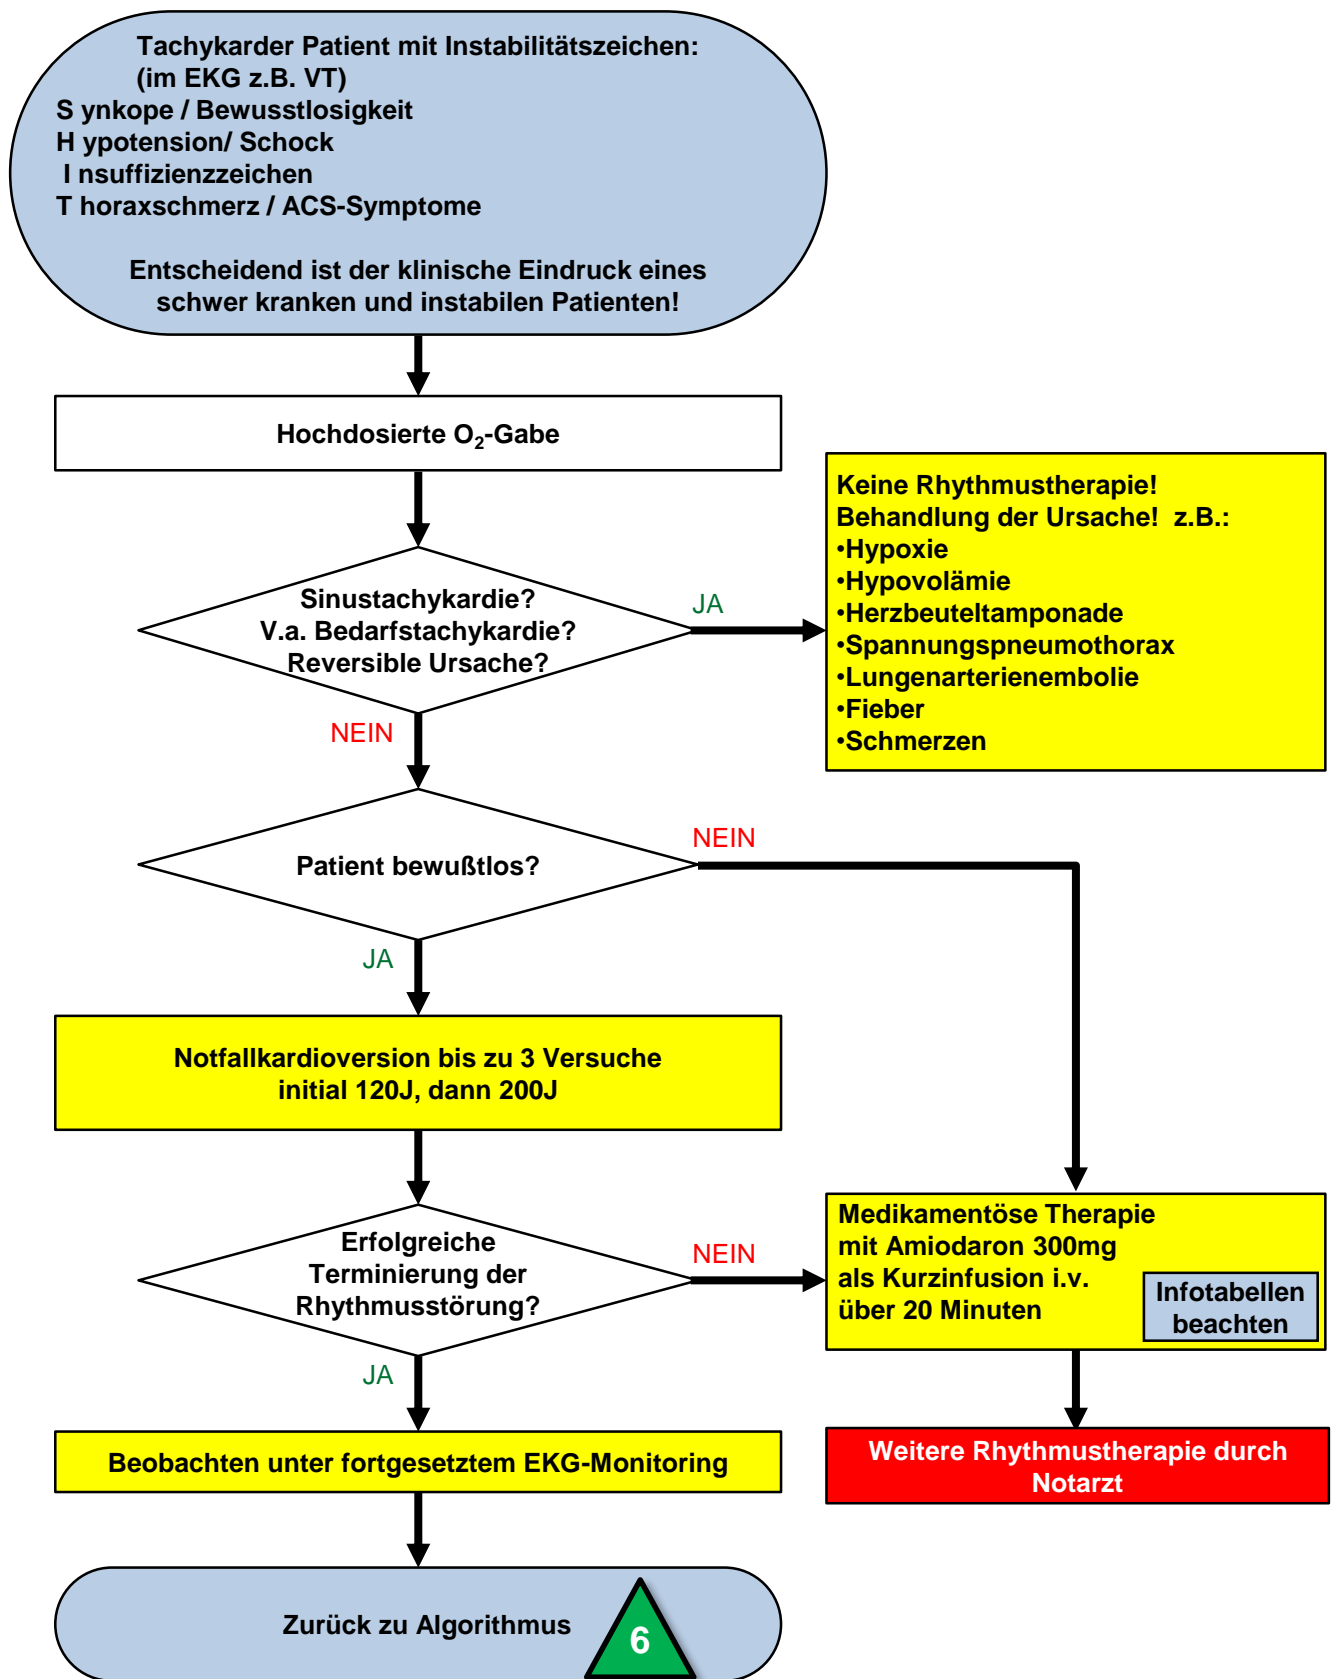 Tachykarder Patient mit Instabilitätszeichen:
(im EKG z.B. VT)
S ynkope / Bewusstlosigkeit
H ypotension/ Schock
I nsuffizienzzeichen
T horaxschmerz / ACS-Symptome
Entscheidend ist der klinische Eindruck eines
schwer kranken und instabilen Patienten!
Hochdosierte O₂-Gabe
Sinustachykardie?
V.a. Bedarfstachykardie?
Reversible Ursache?
JA
Keine Rhythmustherapie!
Behandlung der Ursache! z.B.:
•Hypoxie
•Hypovolämie
•Herzbeuteltamponade
•Spannungspneumothorax
•Lungenarterienembolie
•Fieber
•Schmerzen
NEIN
Patient bewußtlos?
NEIN
JA
Notfallkardioversion bis zu 3 Versuche
initial 120J, dann 200J
Erfolgreiche
Terminierung der
Rhythmusstörung?
NEIN
Medikamentöse Therapie
mit Amiodaron 300mg
als Kurzinfusion i.v.
über 20 Minuten
Infotabellen
beachten
JA
Beobachten unter fortgesetztem EKG-Monitoring
Weitere Rhythmustherapie durch
Notarzt
Zurück zu Algorithmus
6